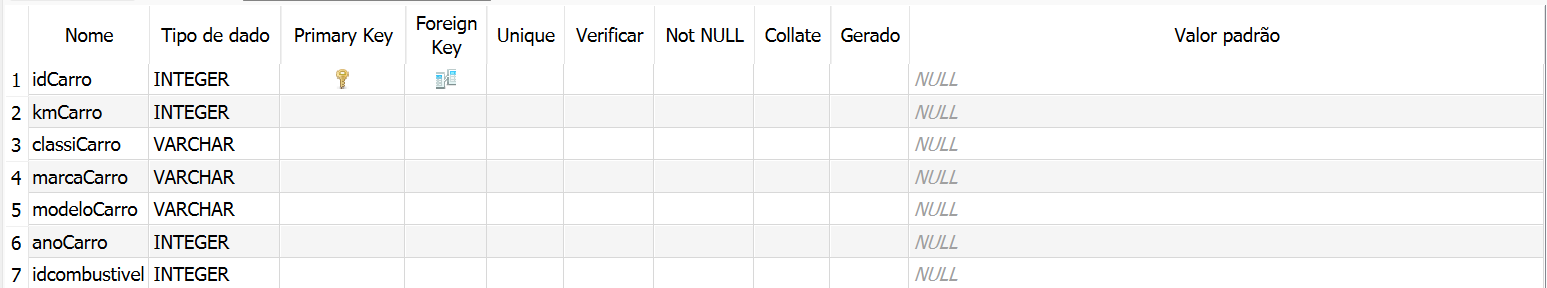 Nome Tipo de dado Primary Key Foreign Key Unique Verificar Not NULL Collate Gerado Valor padrão
1 idCarro INTEGER NULL
2 kmCarro INTEGER NULL
3 classiCarro VARCHAR NULL
4 marcaCarro VARCHAR NULL
5 modeloCarro VARCHAR NULL
6 anoCarro INTEGER NULL
7 idcombustivel INTEGER NULL